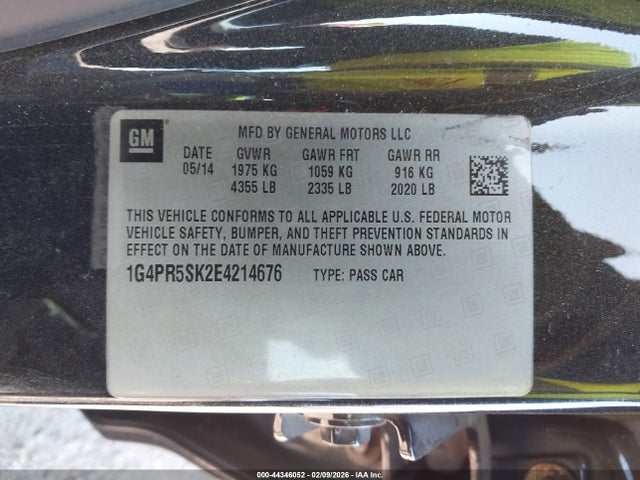 GM
MFD BY GENERAL MOTORS LLC
DATE GVWR GAWR FRT GAWR RR
05/14 1975 KG 1059 KG 916 KG
4355 LB 2335 LB 2020 LB
THIS VEHICLE CONFORMS TO ALL APPLICABLE U.S. FEDERAL MOTOR
VEHICLE SAFETY, BUMPER, AND THEFT PREVENTION STANDARDS IN
EFFECT ON THE DATE OF MANUFACTURE SHOWN ABOVE.
1G4PR5SK2E4214676 TYPE: PASS CAR
000-44346052 - 02/09/2026 - IAA Inc.